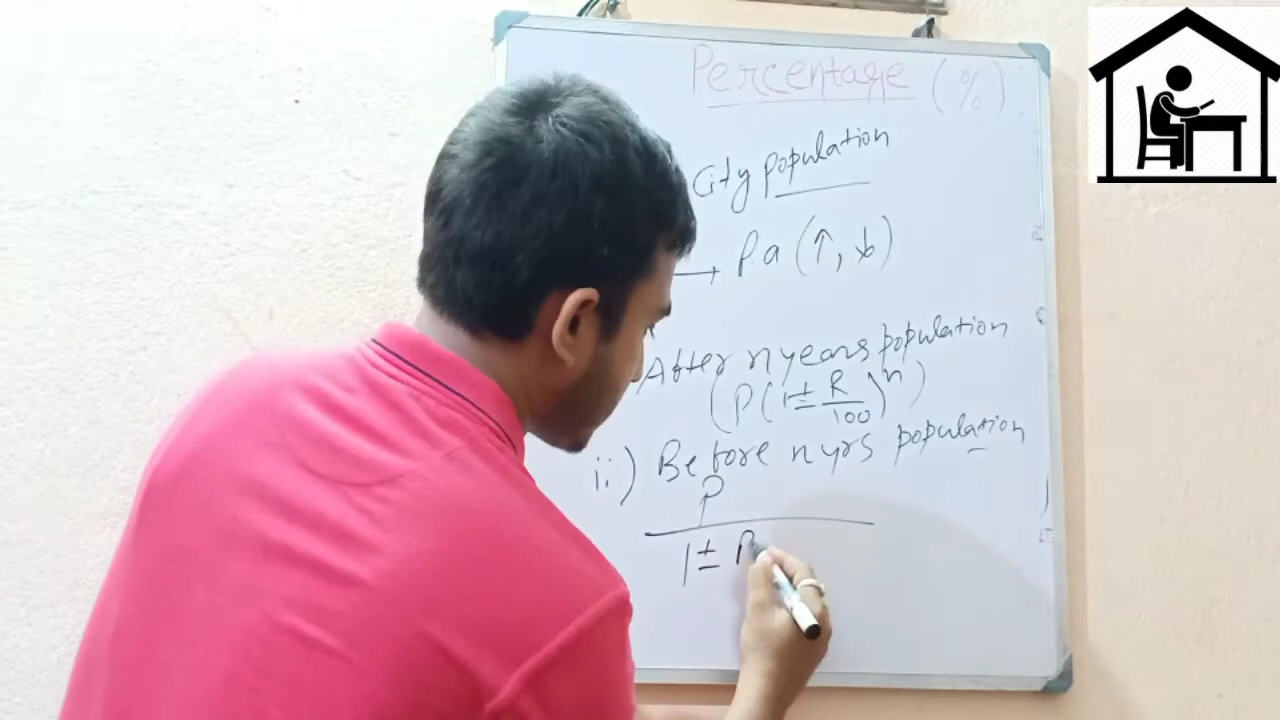 Percentage (%)
City population
→ Pa (↑, ↓)
After n years population
(P(1±R/100)^n)
ii) Before n yrs population
P
1±